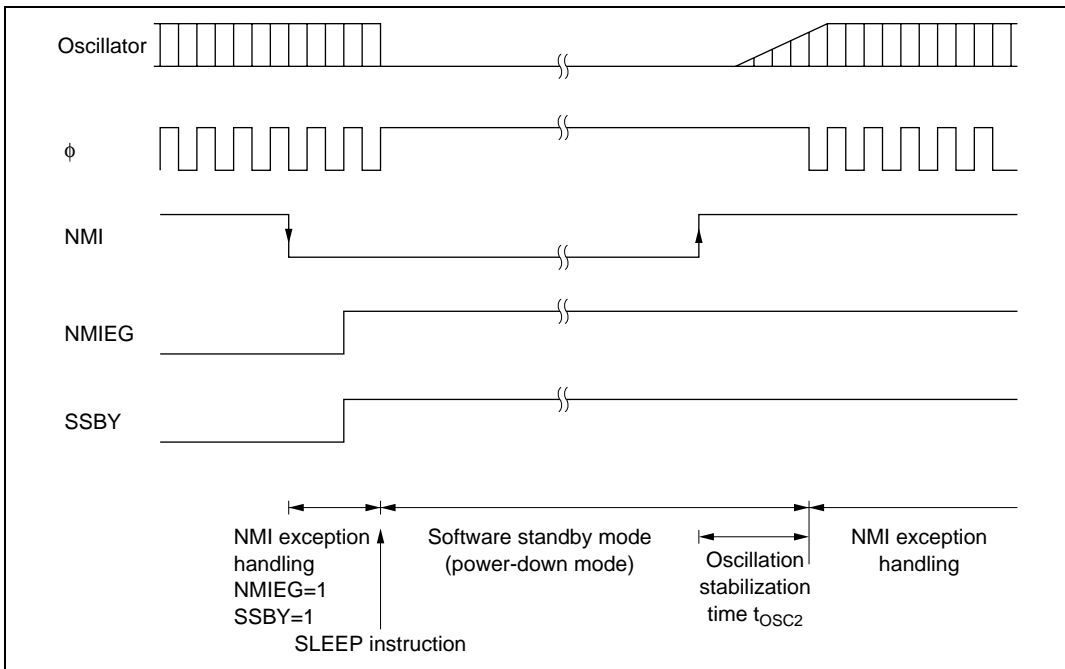 Oscillator
ϕ
NMI
NMIEG
SSBY
NMI exception
handling
NMIEG=1
SSBY=1
SLEEP instruction
Software standby mode
(power-down mode)
Oscillation
stabilization
time tOSC2
NMI exception
handling